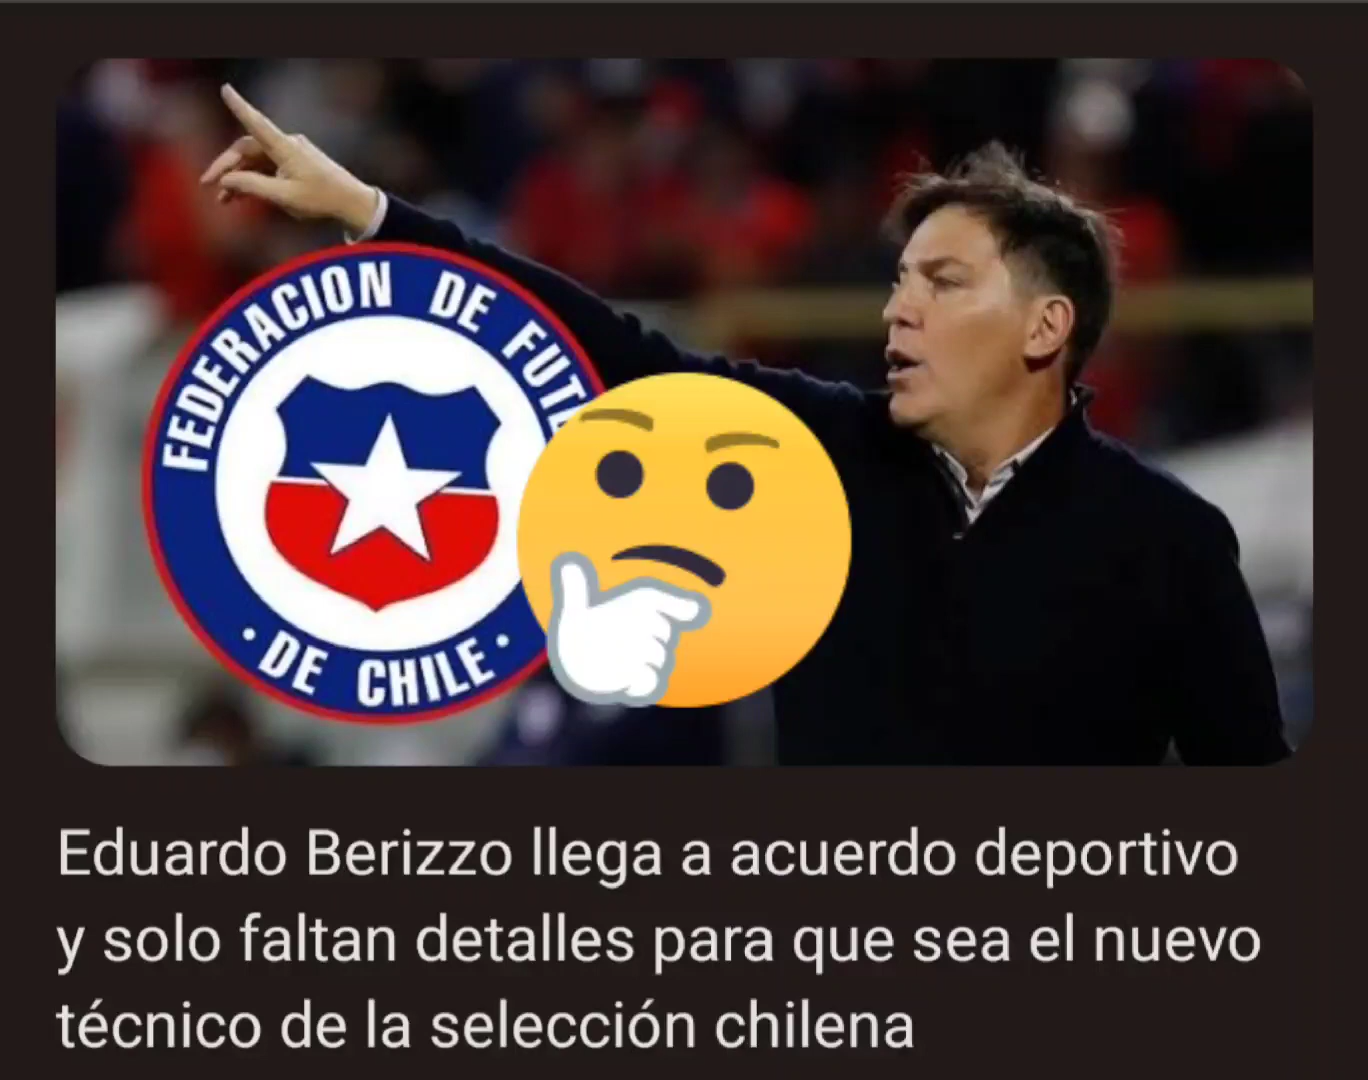 FEDERACION DE FUT
· DE CHILE ·
Eduardo Berizzo llega a acuerdo deportivo
y solo faltan detalles para que sea el nuevo
técnico de la selección chilena